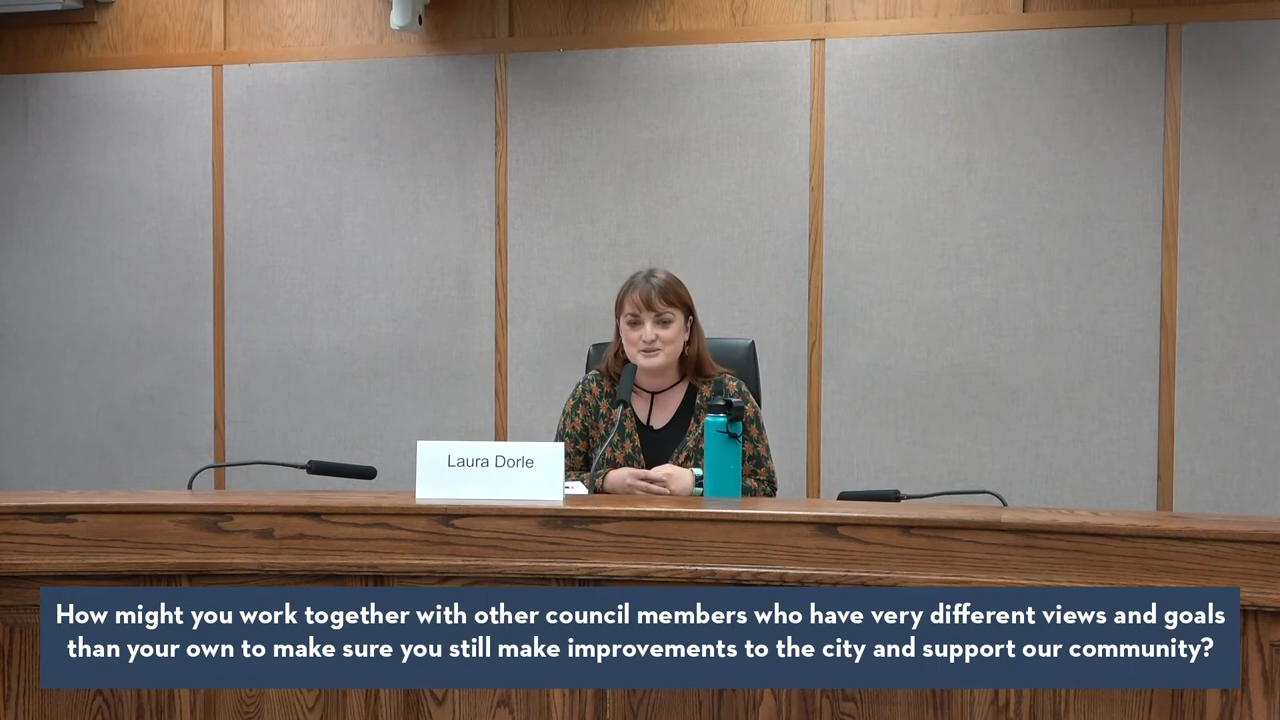 Laura Dorle
How might you work together with other council members who have very different views and goals
than your own to make sure you still make improvements to the city and support our community?